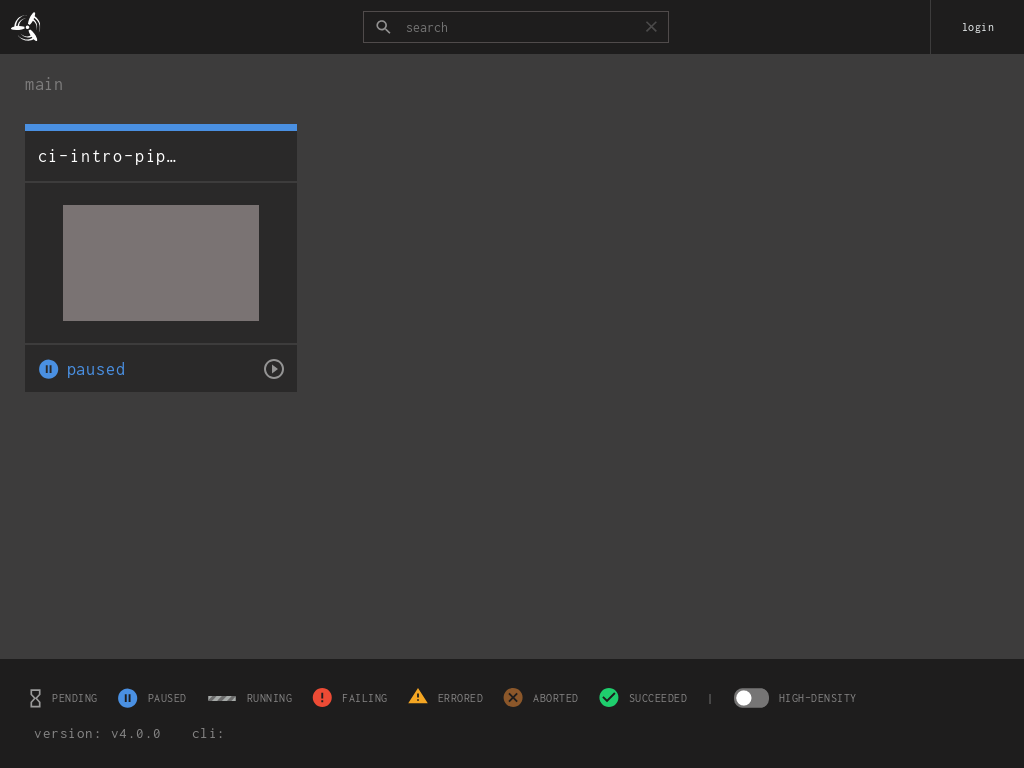 search
login
main
ci-intro-pip…
paused
PENDING PAUSED RUNNING FAILING ERRORED ABORTED SUCCEEDED | HIGH-DENSITY
version: v4.0.0 cli: